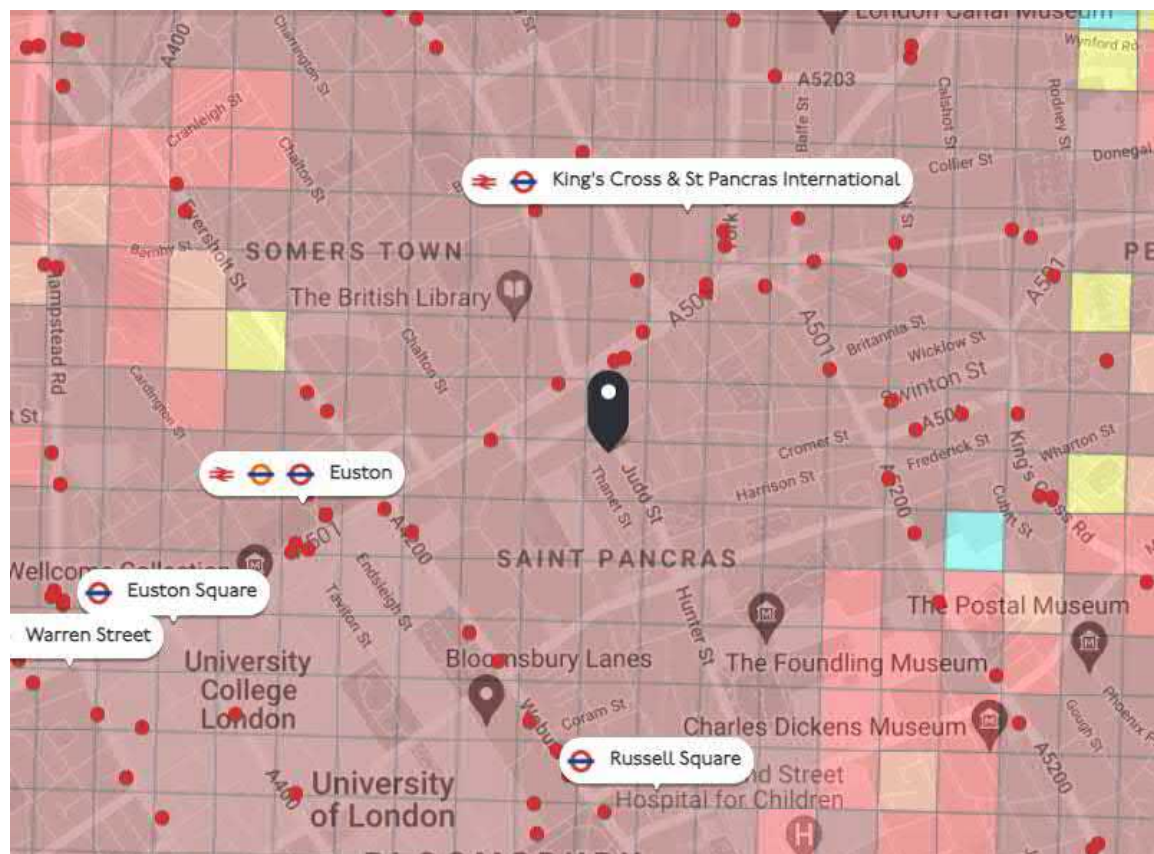 London Canal Museum
A400
Charrington St
Wynford Rd
A5203
Rodney St
Calshot St
Balfe St
Cranleigh St
Chalton St
Collier St
Donegal
King's Cross & St Pancras International
York
Eversholt St
Barnby St
SOMERS TOWN
PE
The British Library
A501
Hampstead Rd
A501
Britannia St
Wicklow St
Chalton St
Swinton St
Cardington St
t St
A501
Cromer St
Frederick St
Wharton St
King's Cross Rd
Euston
Judd St
Thanet St
Harrison St
A5200
Cubitt St
A501
A4200
SAINT PANCRAS
Wellcome Collection
Endsleigh St
Euston Square
Taviton St
Hunter St
The Postal Museum
Warren Street
University
College
London
Bloomsbury Lanes
The Foundling Museum
Coram St
Charles Dickens Museum
Gough St
Phoenix P
Wobu
Russell Square
A5200
nd Street
Hospital for Children
A400
University
of London
H